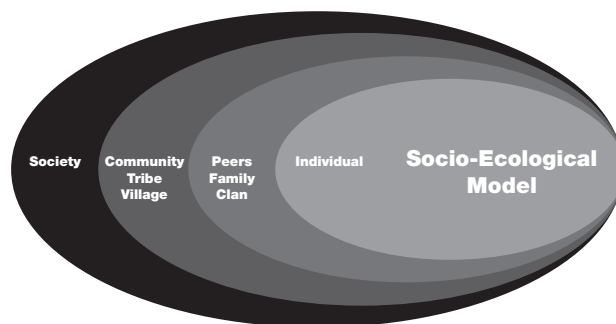 Society
Community
Tribe
Village
Peers
Family
Clan
Individual
Socio-Ecological
Model